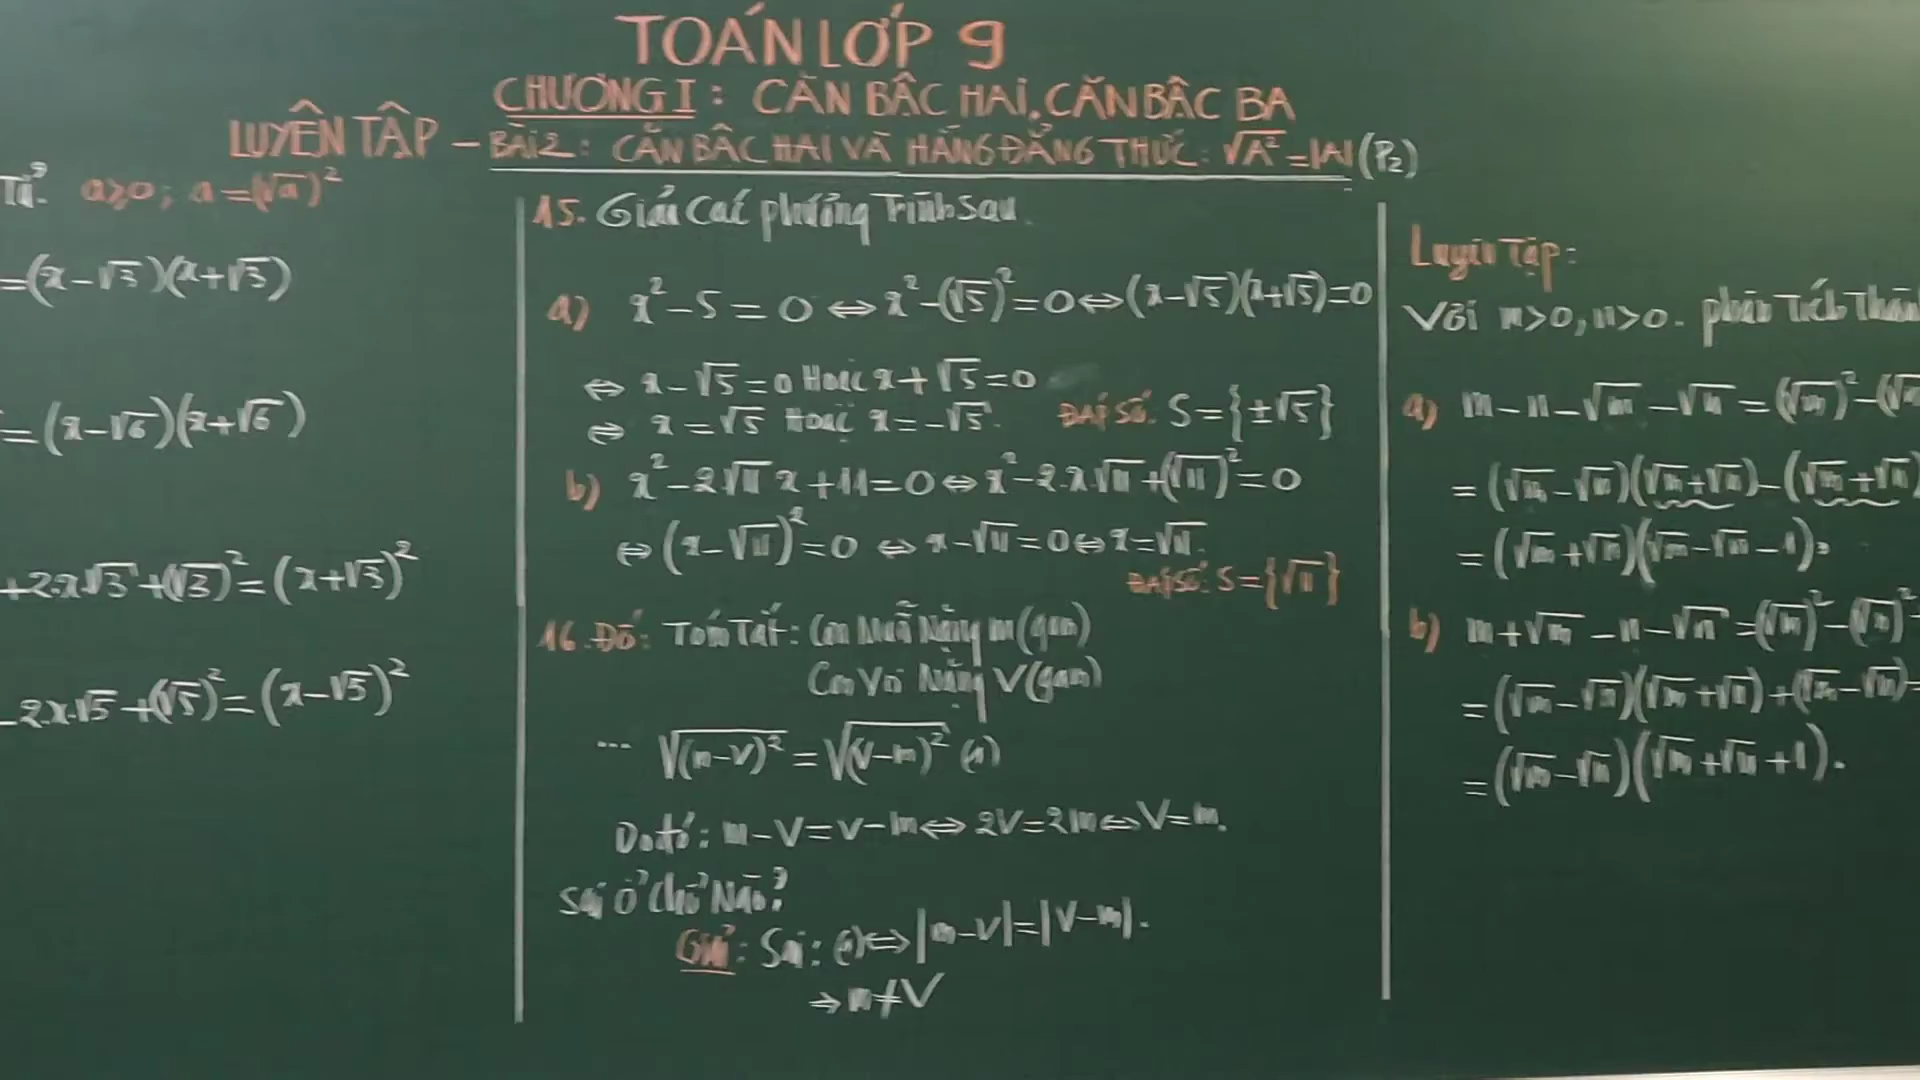 TOÁN LỚP 9
CHƯƠNG I : CĂN BẬC HAI, CĂN BẬC BA
LUYỆN TẬP – BÀI 2 : CĂN BẬC HAI VÀ HẰNG ĐẲNG THỨC : √A² = |A| (P₂)
Tử. a≥0 ; a = (√a)²
= (x-√3)(x+√3)
= (x-√6)(x+√6)
+2.x.√3 + (√3)² = (x+√3)²
- 2.x.√5 + (√5)² = (x-√5)²
15. Giải Các phương Trình sau
a) x² - 5 = 0 ⇔ x² - (√5)² = 0 ⇔ (x-√5)(x+√5) = 0
⇔ x - √5 = 0 Hoặc x + √5 = 0
⇔ x = √5 Hoặc x = -√5. ĐÁP SỐ: S = {±√5}
b) x² - 2√11 x + 11 = 0 ⇔ x² - 2.x√11 + (√11)² = 0
⇔ (x-√11)² = 0 ⇔ x - √11 = 0 ⇔ x = √11.
ĐÁP SỐ: S = {√11}
16. Đố: Tóm Tắt: Con Muỗi Nặng m (gam)
Con Voi Nặng V (gam)
... √(m-V)² = √(V-m)² (1)
Do đó: m - V = V - m ⇔ 2V = 2m ⇔ V = m.
Sai Ở Chỗ Nào?
Giải: Sai: (1) ⇔ |m-V| = |V-m|.
⇒ m ≠ V
Luyện Tập:
Với m>0, n>0. phân Tích Thàn
a) m - n - √m - √n = (√m)² - (√n
= (√m - √n)(√m + √n) - (√m + √n)
= (√m + √n)(√m - √n - 1).
b) m + √m - n - √n = (√m)² - (√n)² +
= (√m - √n)(√m + √n) + (√m - √n) =
= (√m - √n)(√m + √n + 1).